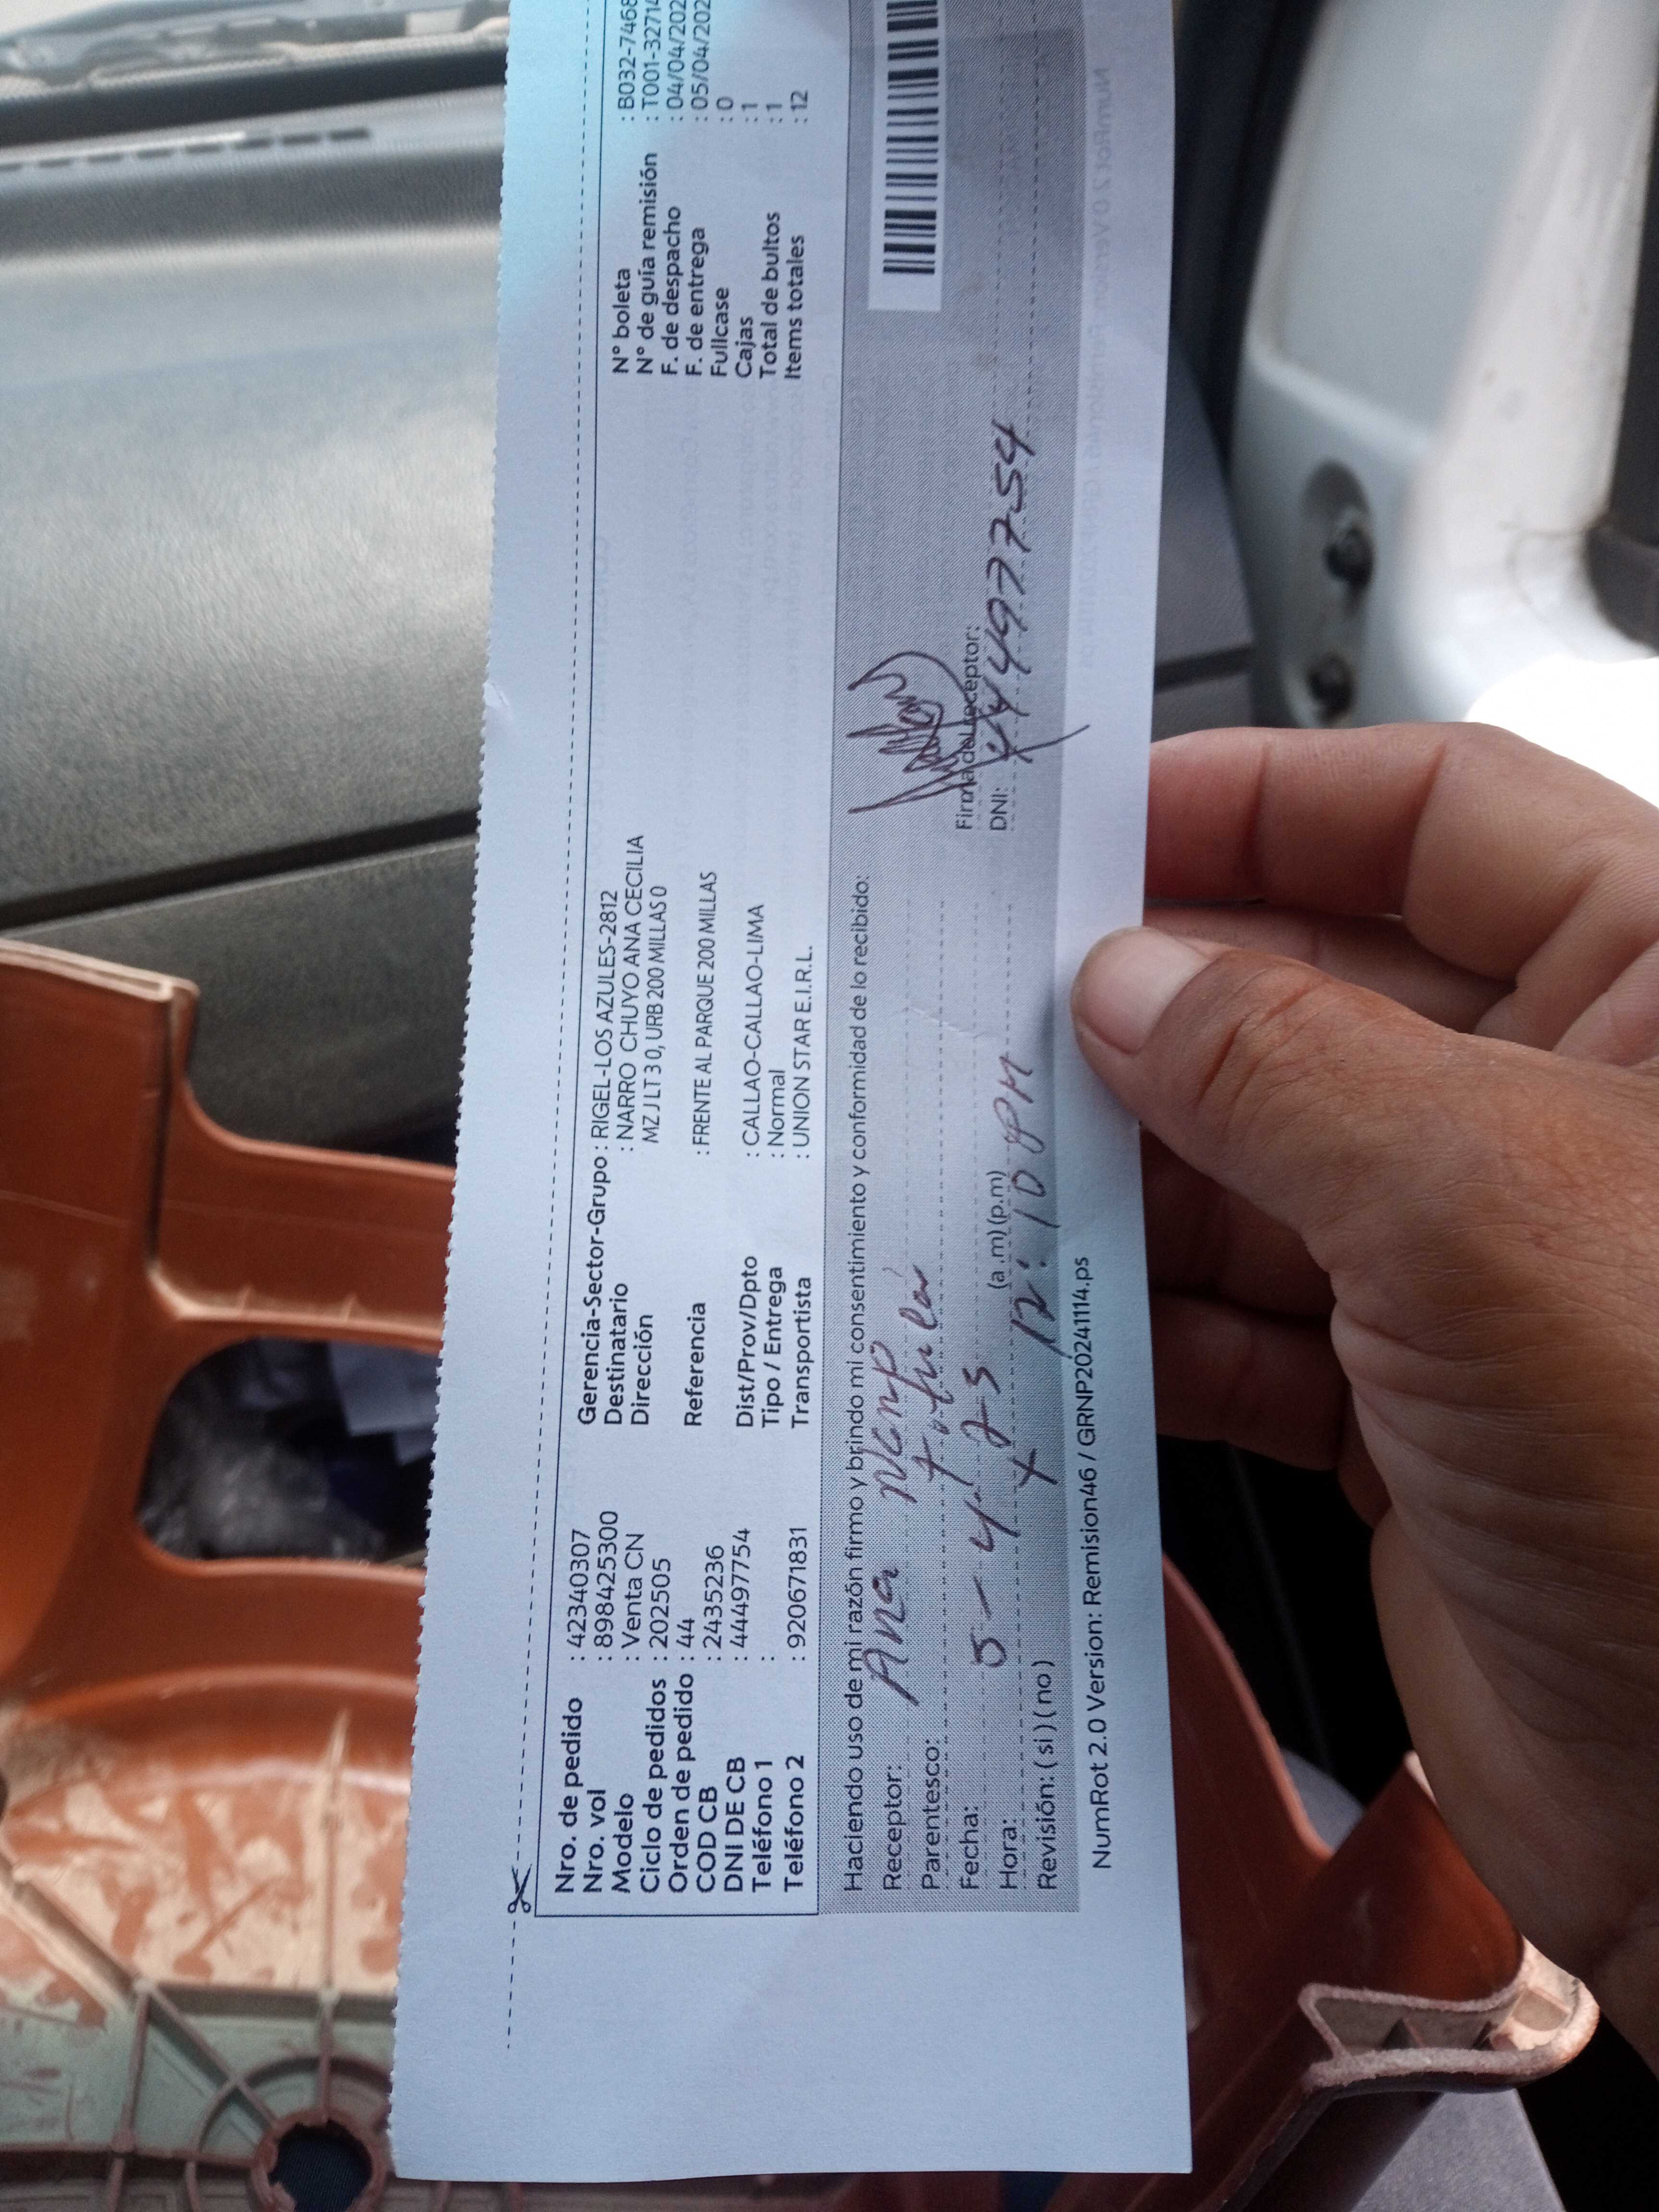 Nro. de pedido : 42340307
Nro. vol : 898425300
Modelo : Venta CN
Ciclo de pedidos : 202505
Orden de pedido : 44
COD CB : 2435236
DNI DE CB : 44497754
Teléfono 1 :
Teléfono 2 : 920671831
Gerencia-Sector-Grupo : RIGEL-LOS AZULES-2812
Destinatario : NARRO CHUYO ANA CECILIA
Dirección MZ J LT 3 0, URB 200 MILLAS 0
Referencia : FRENTE AL PARQUE 200 MILLAS
Dist/Prov/Dpto : CALLAO-CALLAO-LIMA
Tipo / Entrega : Normal
Transportista : UNION STAR E.I.R.L.
N° boleta : B032-7468
N° de guía remisión : T001-32714
F. de despacho : 04/04/202
F. de entrega : 05/04/202
Fullcase : 0
Cajas : 1
Total de bultos : 1
Items totales : 12
Haciendo uso de mi razón firmo y brindo mi consentimiento y conformidad de lo recibido:
Receptor: Ana
Parentesco: titular
Fecha: 5-4-25
Hora: (a .m) (p.m) 12:10 PM
Revisión: ( si ) ( no )
Firma del receptor:
DNI: 44497754
NumRot 2.0 Version: Remision46 / GRNP20241114.ps